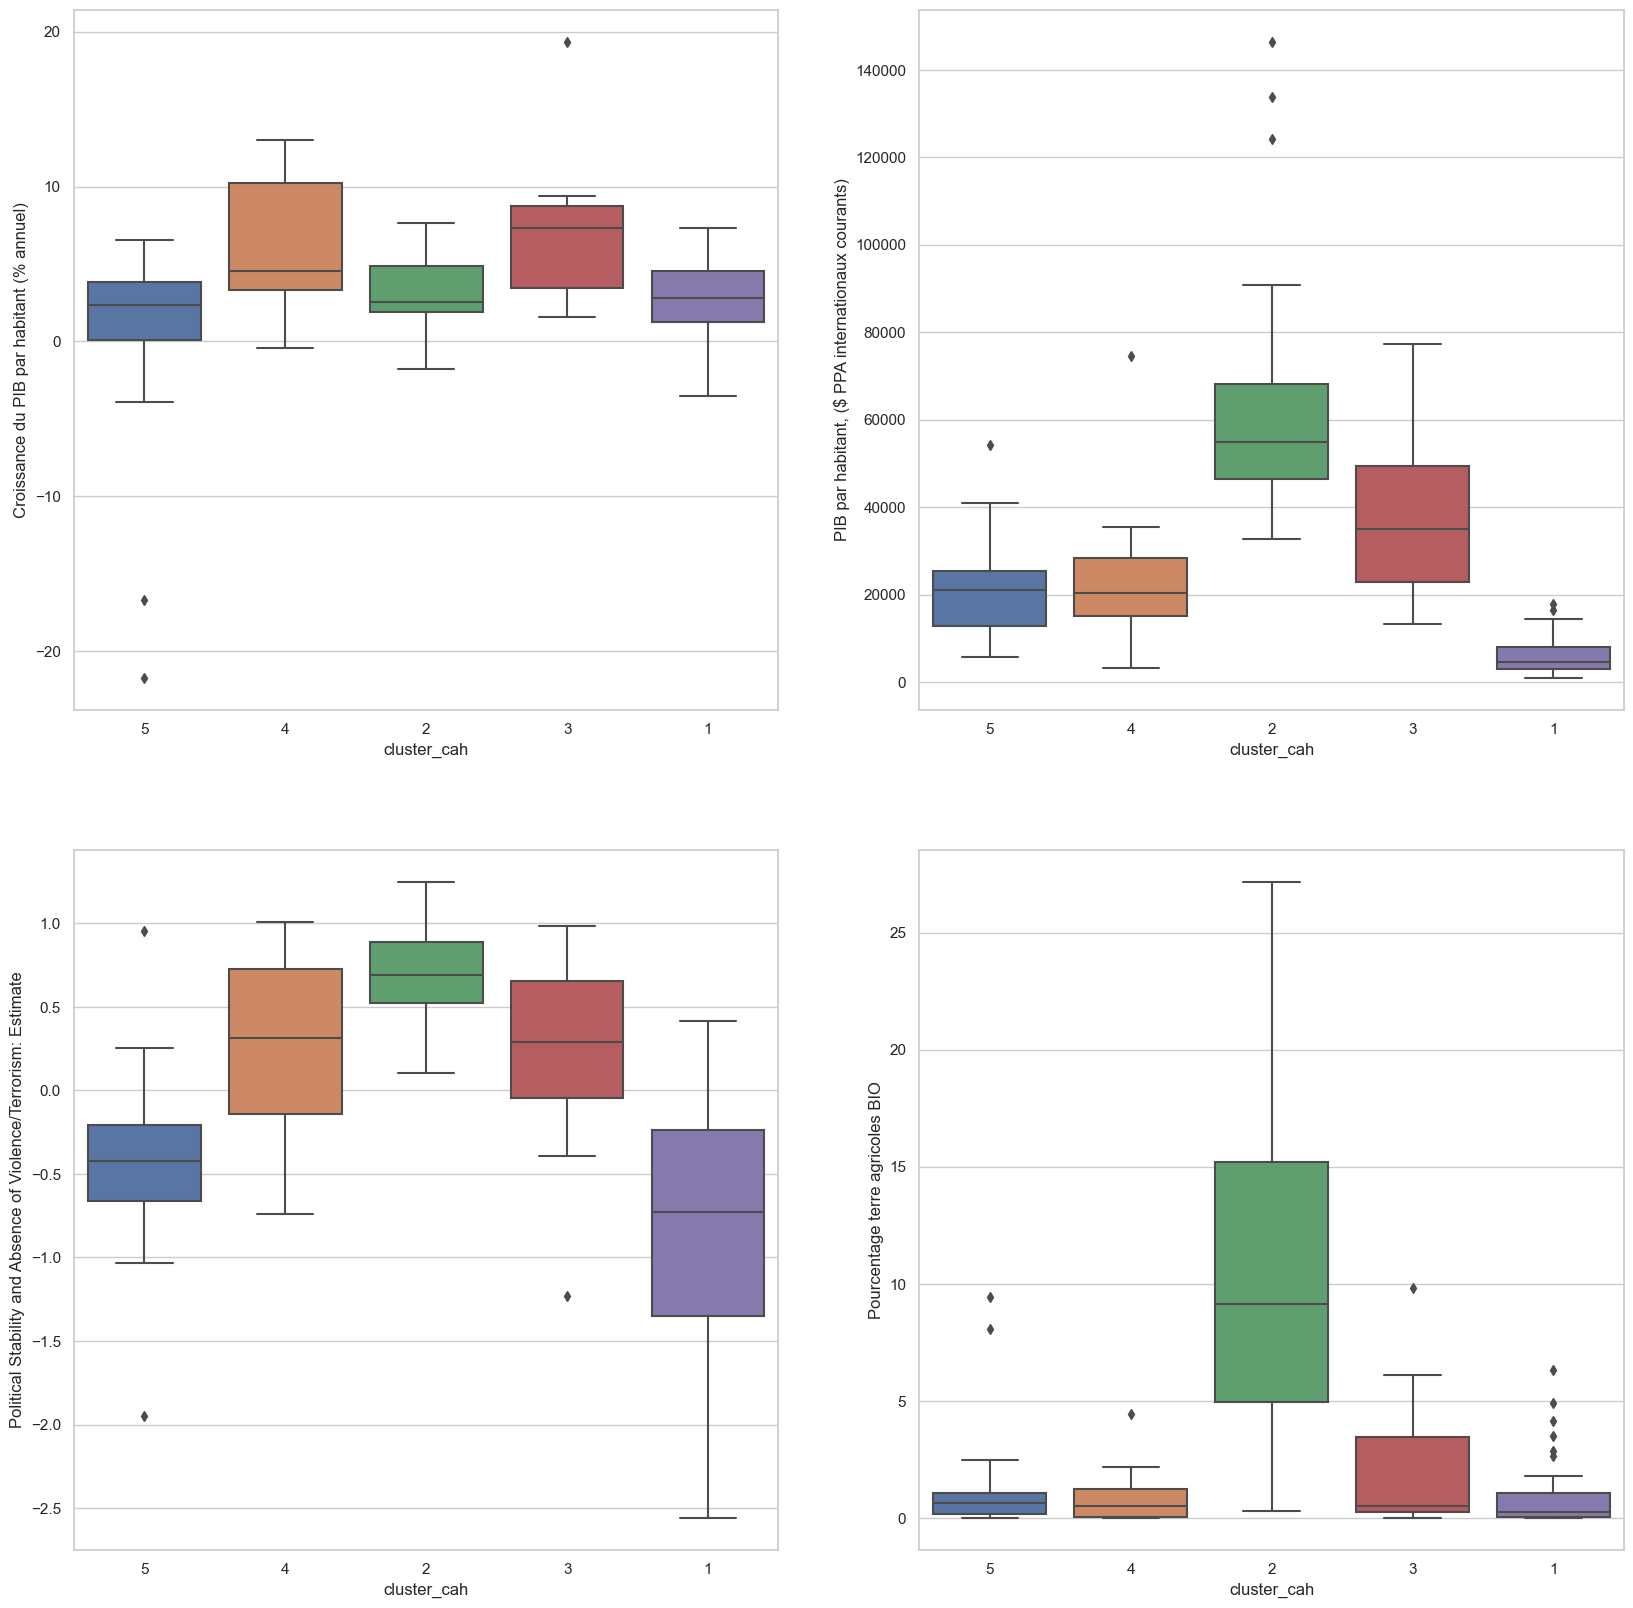 20
10
0
−10
−20
Croissance du PIB par habitant (% annuel)
5 4 2 3 1
cluster_cah
140000
120000
100000
80000
60000
40000
20000
0
PIB par habitant, ($ PPA internationaux courants)
5 4 2 3 1
cluster_cah
1.0
0.5
0.0
−0.5
−1.0
−1.5
−2.0
−2.5
Political Stability and Absence of Violence/Terrorism: Estimate
5 4 2 3 1
cluster_cah
25
20
15
10
5
0
Pourcentage terre agricoles BIO
5 4 2 3 1
cluster_cah